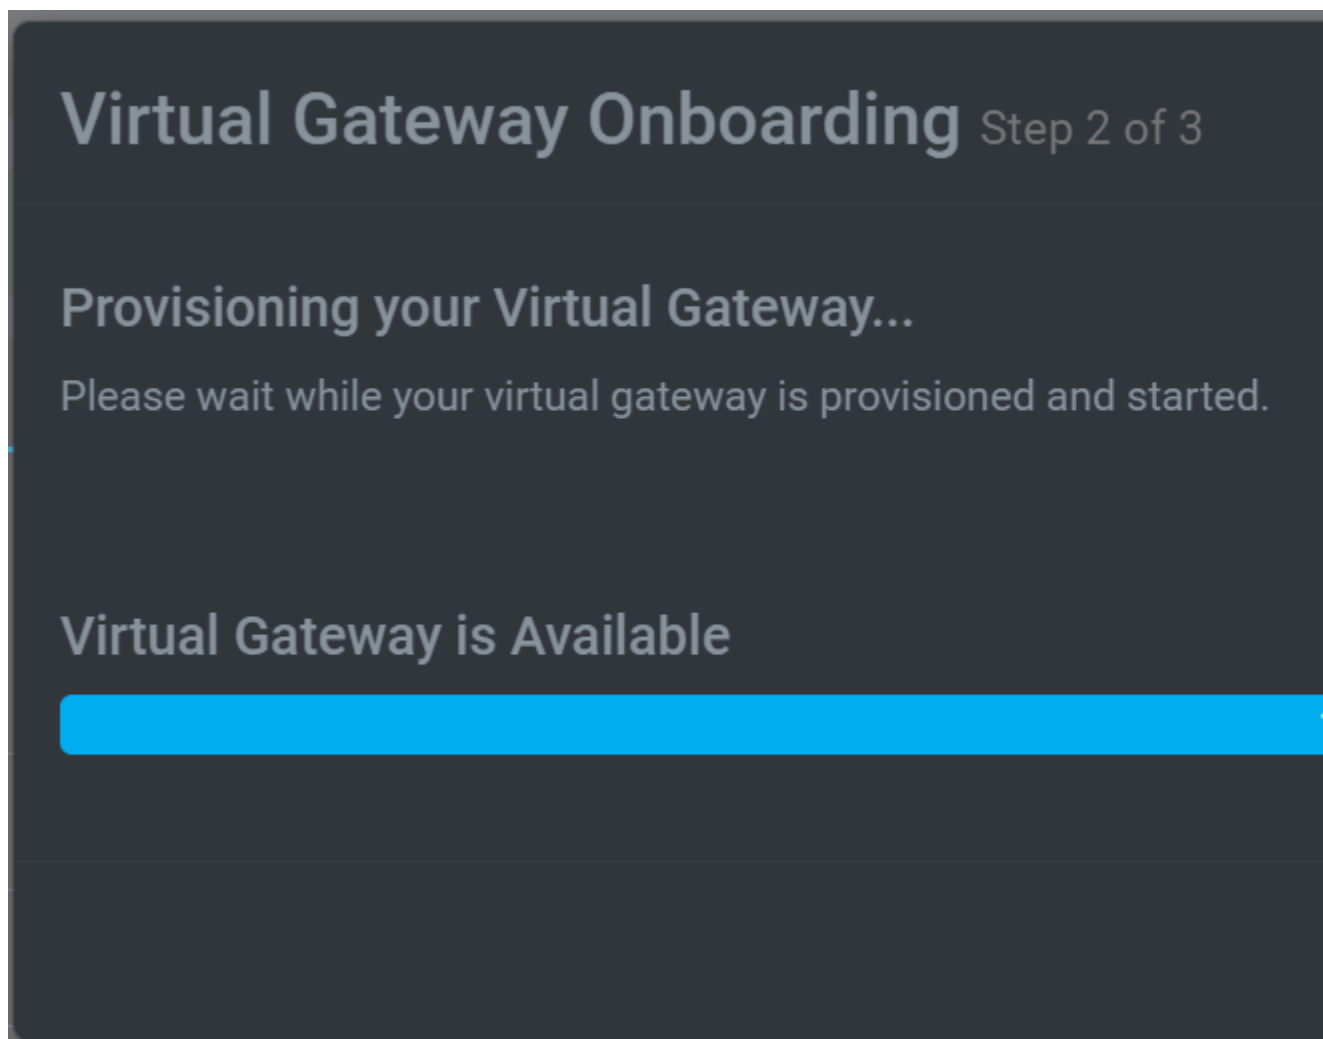 Virtual Gateway Onboarding Step 2 of 3
Provisioning your Virtual Gateway...
Please wait while your virtual gateway is provisioned and started.
Virtual Gateway is Available